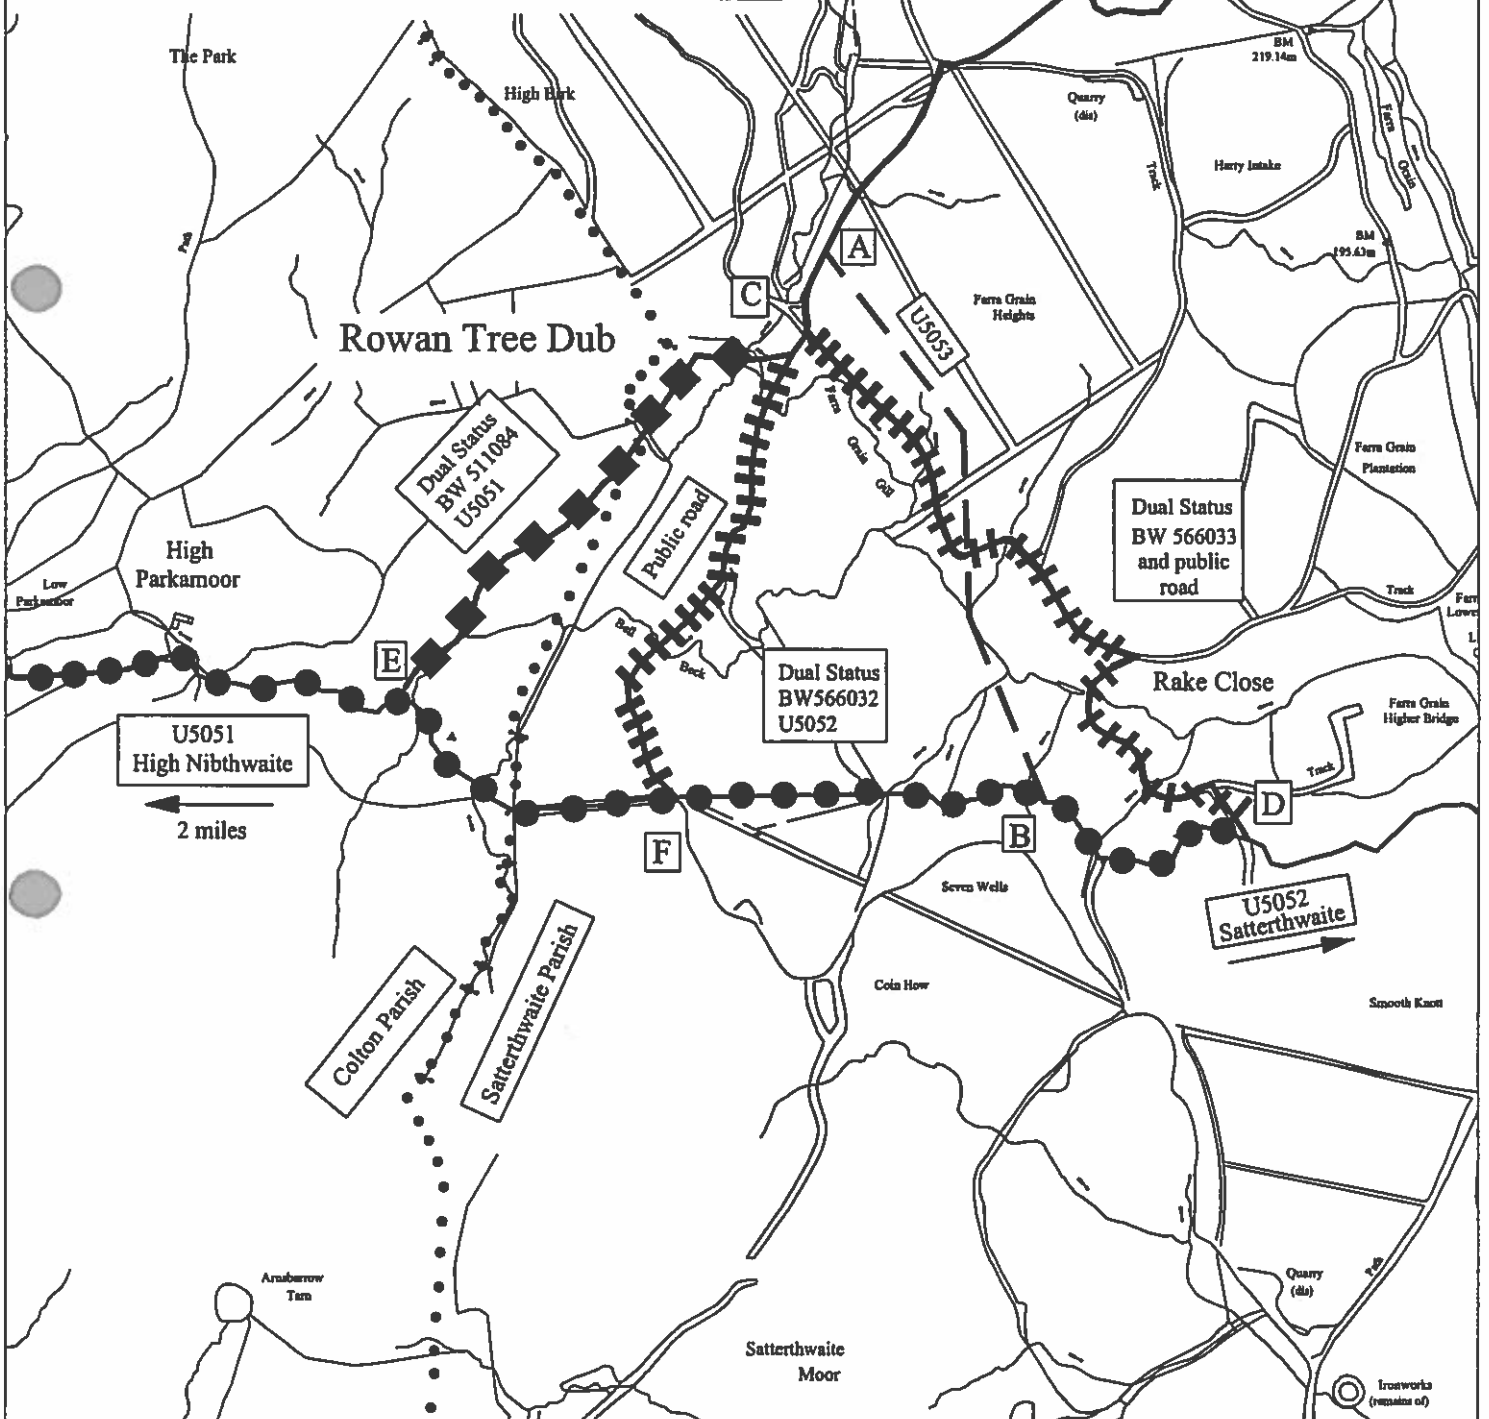 The Park
High Birk
BM
219.14m
Quarry
(dis)
Farra
Grain
Track
Harry Intake
Path
BM
195.63m
A
C
Farra Grain
Heights
U5053
Rowan Tree Dub
Farra
Grain
Gill
Dual Status
BW 511084
U5051
Farra Grain
Plantation
Public road
Dual Status
BW 566033
and public
road
High
Parkamoor
Low
Parkamoor
Track
Farra
Lower
Beck
E
Dual Status
BW566032
U5052
Rake Close
Farra Grain
Higher Bridge
U5051
High Nibthwaite
2 miles
Track
D
B
F
Seven Wells
U5052
Satterthwaite
Colton Parish
Satterthwaite Parish
Coin How
Smooth Knott
Arnsbarrow
Tarn
Quarry
(dis)
Path
Satterthwaite
Moor
Ironworks
(remains of)